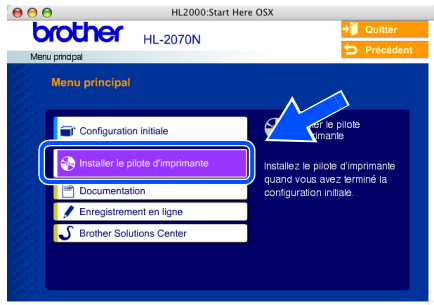 HL2000:Start Here OSX
brother HL-2070N
Quitter
Précédent
Menu principal
Menu principal
Configuration initiale
Installer le pilote d'imprimante
Documentation
Enregistrement en ligne
Brother Solutions Center
le pilote
Installez le pilote d'imprimante
quand vous avez terminé la
configuration initiale.